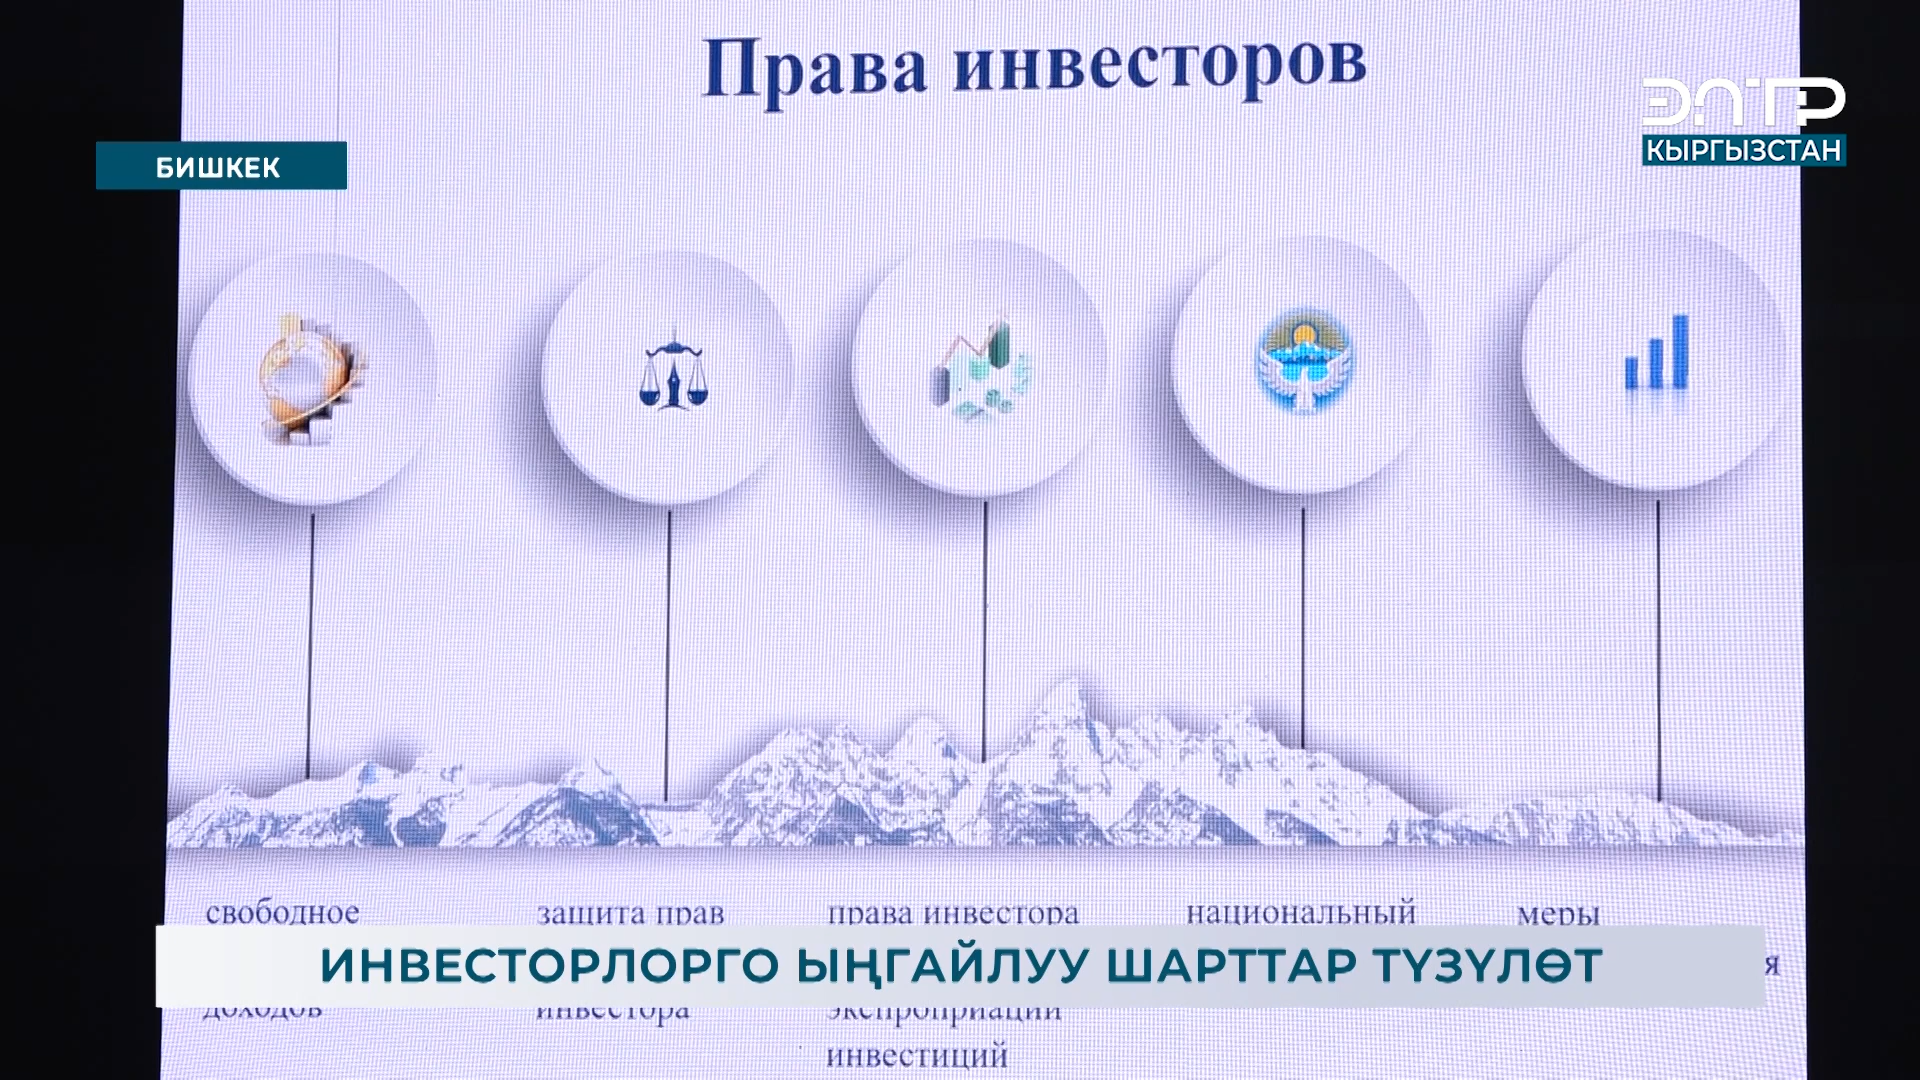 Права инвесторов
ЭЛТР
КЫРГЫЗСТАН
БИШКЕК
свободное
защита прав
права инвестора
национальный
меры
ИНВЕСТОРЛОРГО ЫҢГАЙЛУУ ШАРТТАР ТҮЗҮЛӨТ
доходов
инвестора
экспроприации
инвестиций